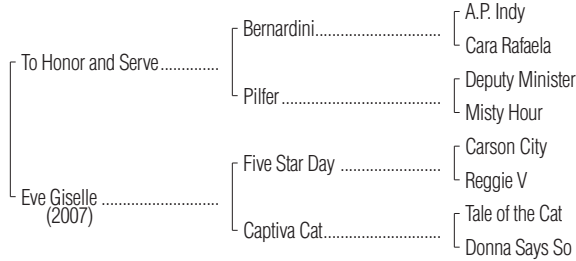 A.P. Indy
Bernardini
Cara Rafaela
To Honor and Serve
Deputy Minister
Pilfer
Misty Hour
Carson City
Five Star Day
Reggie V
Eve Giselle
(2007)
Tale of the Cat
Captiva Cat
Donna Says So